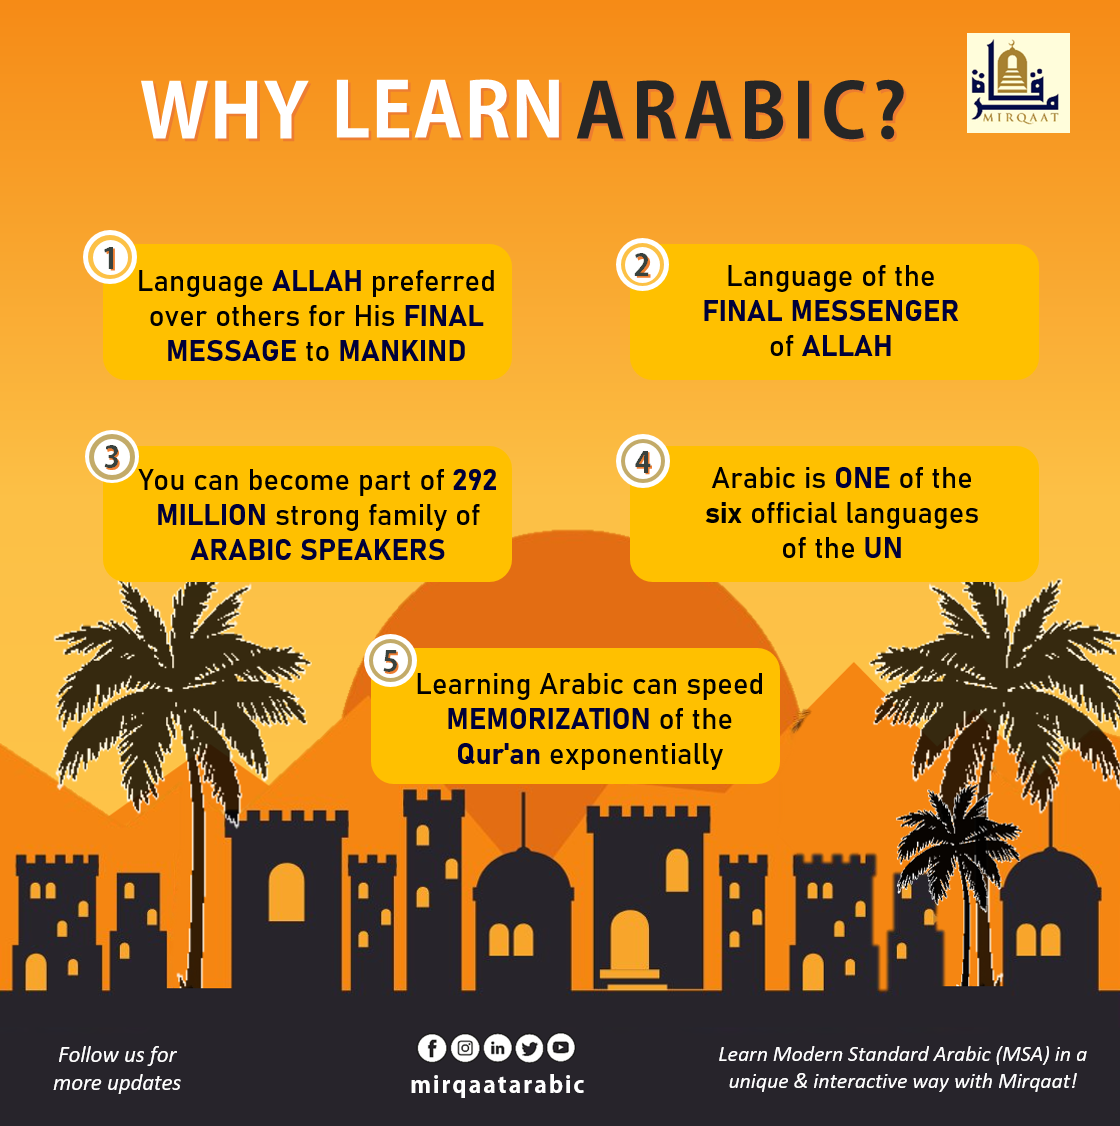 WHY LEARN ARABIC?
مرقاة
MIRQAAT
1
Language ALLAH preferred
over others for His FINAL
MESSAGE to MANKIND
2
Language of the
FINAL MESSENGER
of ALLAH
3
You can become part of 292
MILLION strong family of
ARABIC SPEAKERS
4
Arabic is ONE of the
six official languages
of the UN
5
Learning Arabic can speed
MEMORIZATION of the
Qur'an exponentially
Follow us for
more updates
mirqaatarabic
Learn Modern Standard Arabic (MSA) in a
unique & interactive way with Mirqaat!